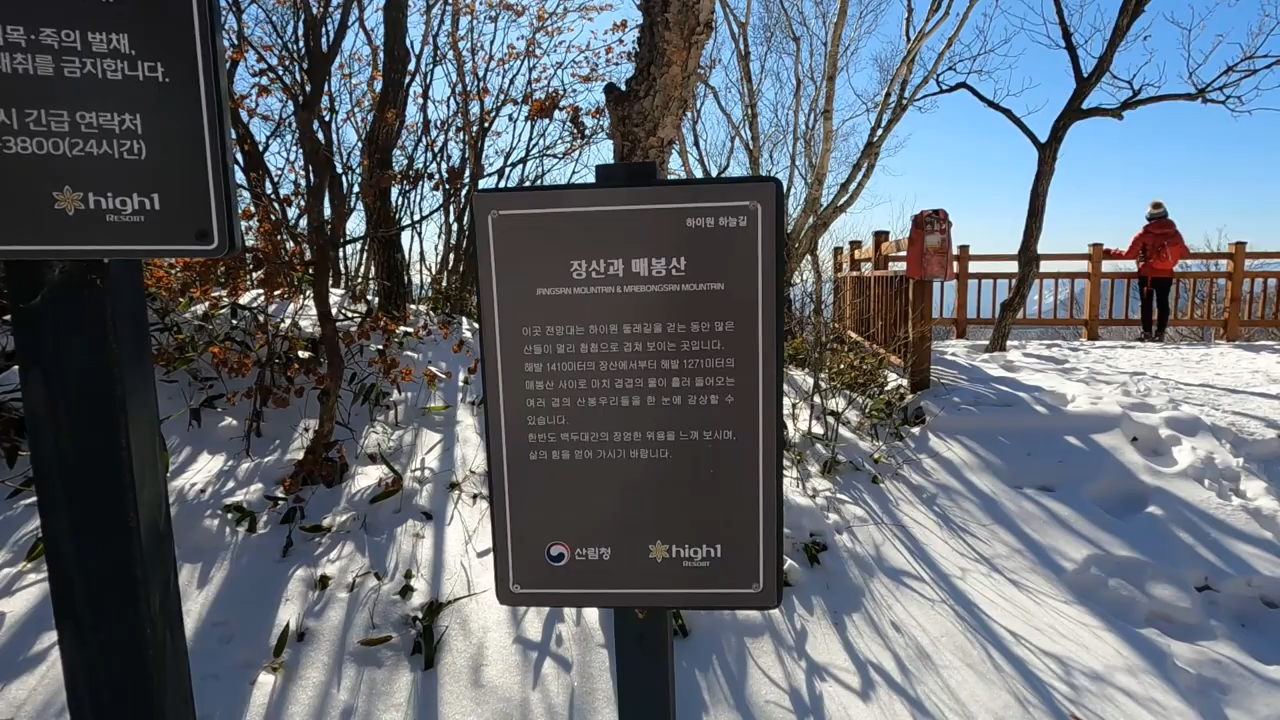 목·죽의 벌채,
채취를 금지합니다.
시 긴급 연락처
-3800(24시간)
high1
RESORT
하이원 하늘길
장산과 매봉산
JANGSAN MOUNTAIN & MAEBONGSAN MOUNTAIN
이곳 전망대는 하이원 둘레길을 걷는 동안 많은
산들이 멀리 첩첩으로 겹쳐 보이는 곳입니다.
해발 1410미터의 장산에서부터 해발 1271미터의
매봉산 사이로 마치 겹겹의 물이 흘러 들어오는
여러 겹의 산봉우리들을 한 눈에 감상할 수
있습니다.
한반도 백두대간의 장엄한 위용을 느껴 보시며,
삶의 힘을 얻어 가시기 바랍니다.
산림청
high1
RESORT